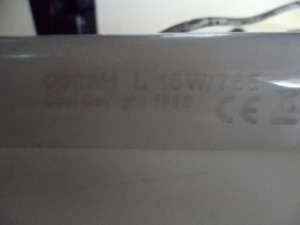 OSRAM L 18W/765
Cool Daylight
CE